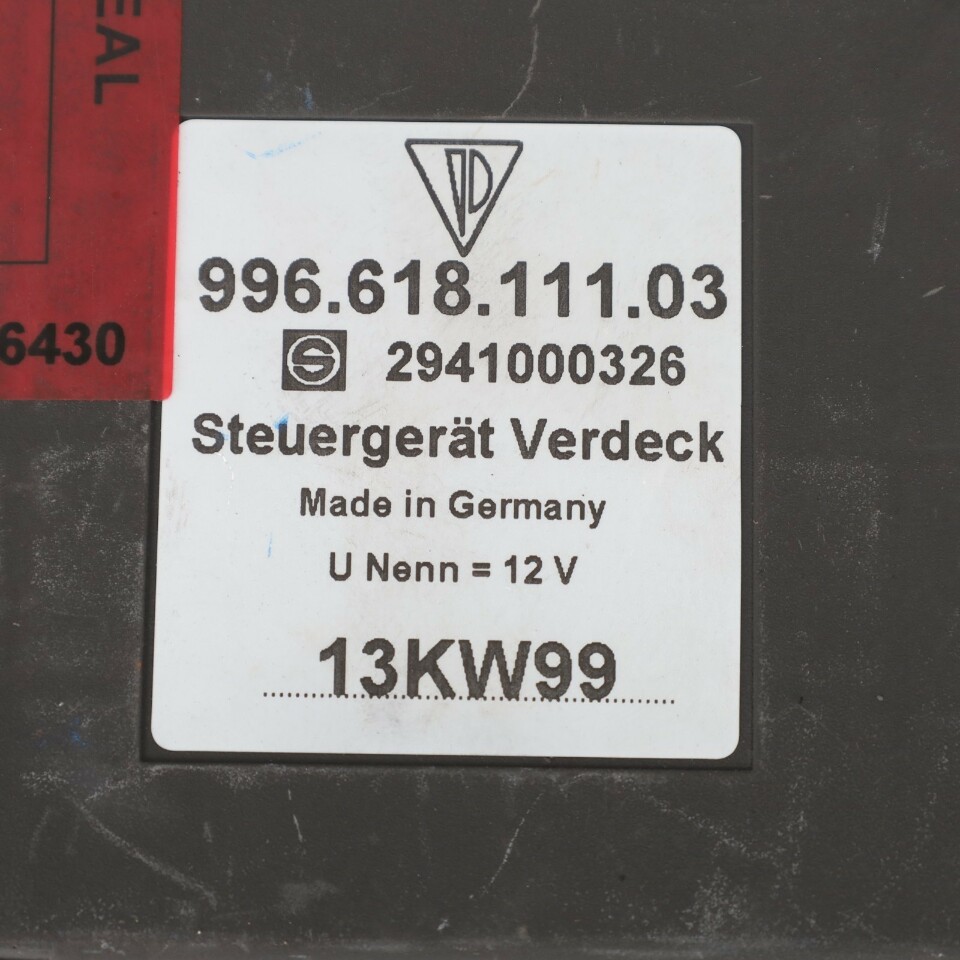 EAL
6430
996.618.111.03
S 2941000326
Steuergerät Verdeck
Made in Germany
U Nenn = 12 V
13KW99